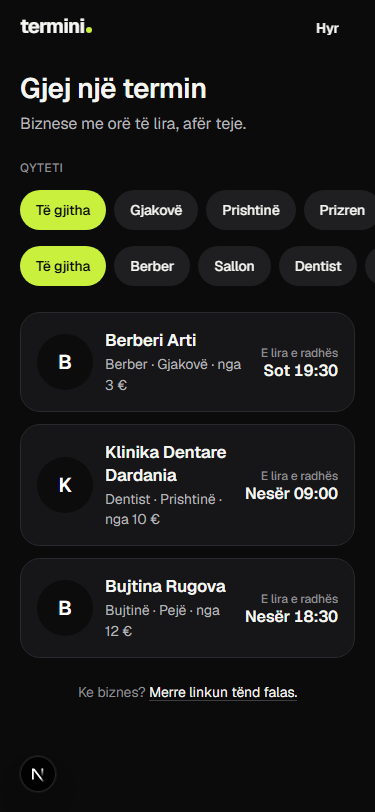 termini.
Hyr
Gjej një termin
Biznese me orë të lira, afër teje.
QYTETI
Të gjitha Gjakovë Prishtinë Prizren
Të gjitha Berber Sallon Dentist
B
Berberi Arti
Berber · Gjakovë · nga
3 €
E lira e radhës
Sot 19:30
K
Klinika Dentare
Dardania
Dentist · Prishtinë ·
nga 10 €
E lira e radhës
Nesër 09:00
B
Bujtina Rugova
Bujtinë · Pejë · nga
12 €
E lira e radhës
Nesër 18:30
Ke biznes? Merre linkun tënd falas.
N